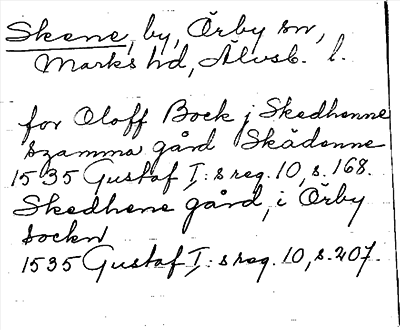 Skene, by, Örby sn,
Marks hd, Älvsb. l.
for Oloff Bock j Skedhenne
szamma gård Skädenne
1535 Gustaf I:s reg. 10, s. 168.
Skedhene gård, i Örby
sockn
1535 Gustaf I:s reg. 10, s. 207.